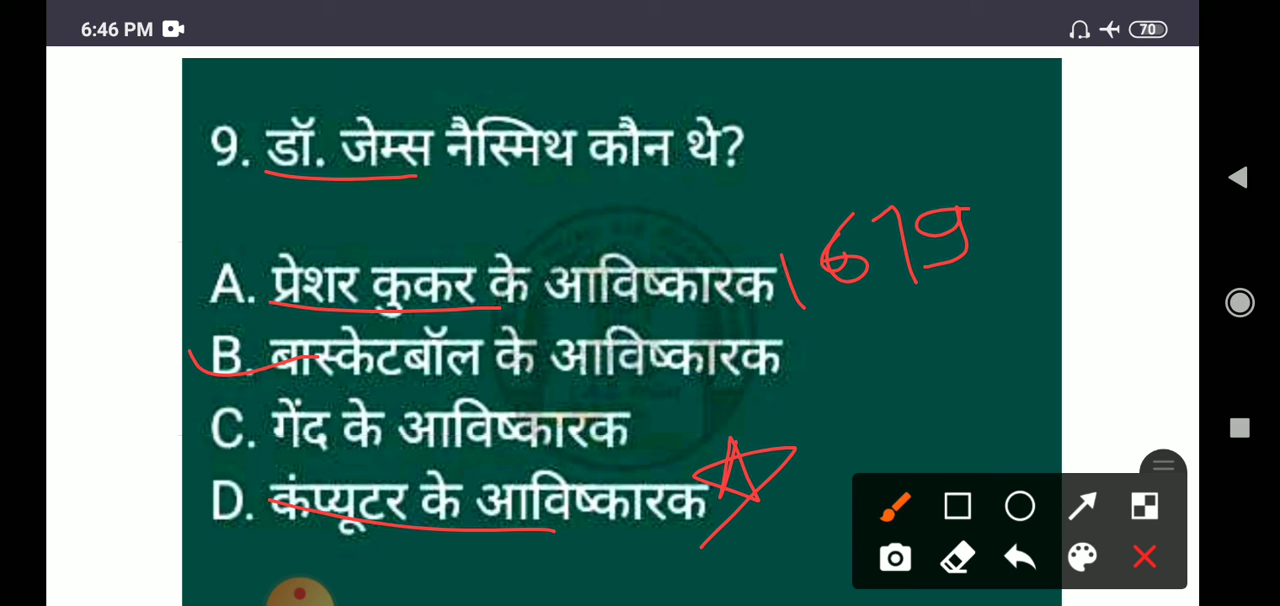 6:46 PM
70
9. डॉ. जेम्स नैस्मिथ कौन थे?
A. प्रेशर कुकर के आविष्कारक 1679
B. बास्केटबॉल के आविष्कारक
C. गेंद के आविष्कारक
D. कंप्यूटर के आविष्कारक